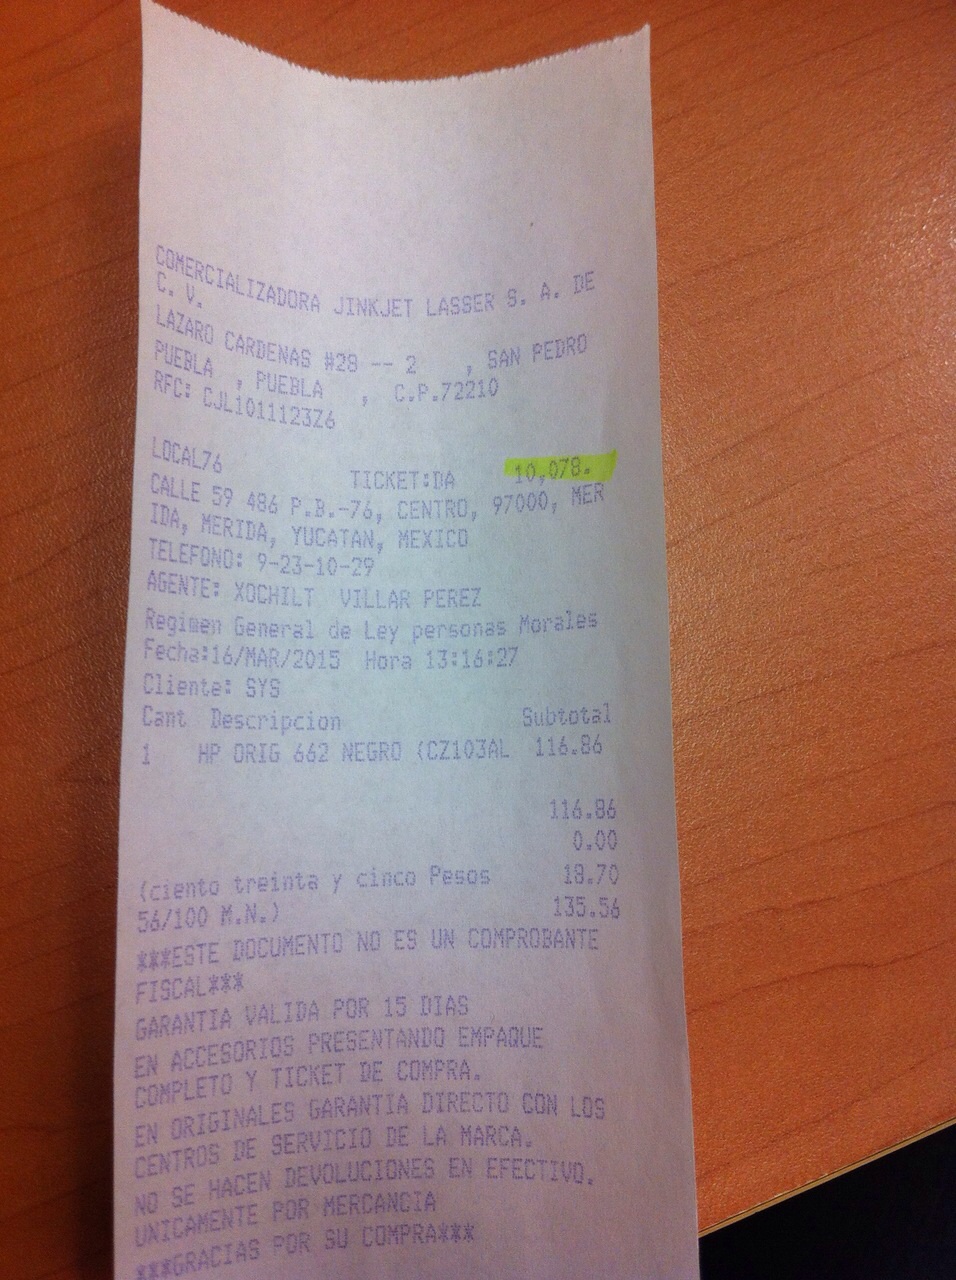 COMERCIALIZADORA JINKJET LASSER S. A. DE
C. V.
LAZARO CARDENAS #28 -- 2 , SAN PEDRO
PUEBLA , PUEBLA , C.P.72210
RFC: CJL1011123Z6
LOCAL76 TICKET:DA 10,078.
CALLE 59 486 P.B.-76, CENTRO, 97000, MER
IDA, MERIDA, YUCATAN, MEXICO
TELEFONO: 9-23-10-29
AGENTE: XOCHILT VILLAR PEREZ
Regimen General de Ley personas Morales
Fecha:16/MAR/2015 Hora 13:16:27
Cliente: SYS
Cant Descripcion Subtotal
1 HP ORIG 662 NEGRO (CZ103AL 116.86
116.86
0.00
(ciento treinta y cinco Pesos 18.70
56/100 M.N.) 135.56
***ESTE DOCUMENTO NO ES UN COMPROBANTE
FISCAL***
GARANTIA VALIDA POR 15 DIAS
EN ACCESORIOS PRESENTANDO EMPAQUE
COMPLETO Y TICKET DE COMPRA.
EN ORIGINALES GARANTIA DIRECTO CON LOS
CENTROS DE SERVICIO DE LA MARCA.
NO SE HACEN DEVOLUCIONES EN EFECTIVO.
UNICAMENTE POR MERCANCIA
***GRACIAS POR SU COMPRA***